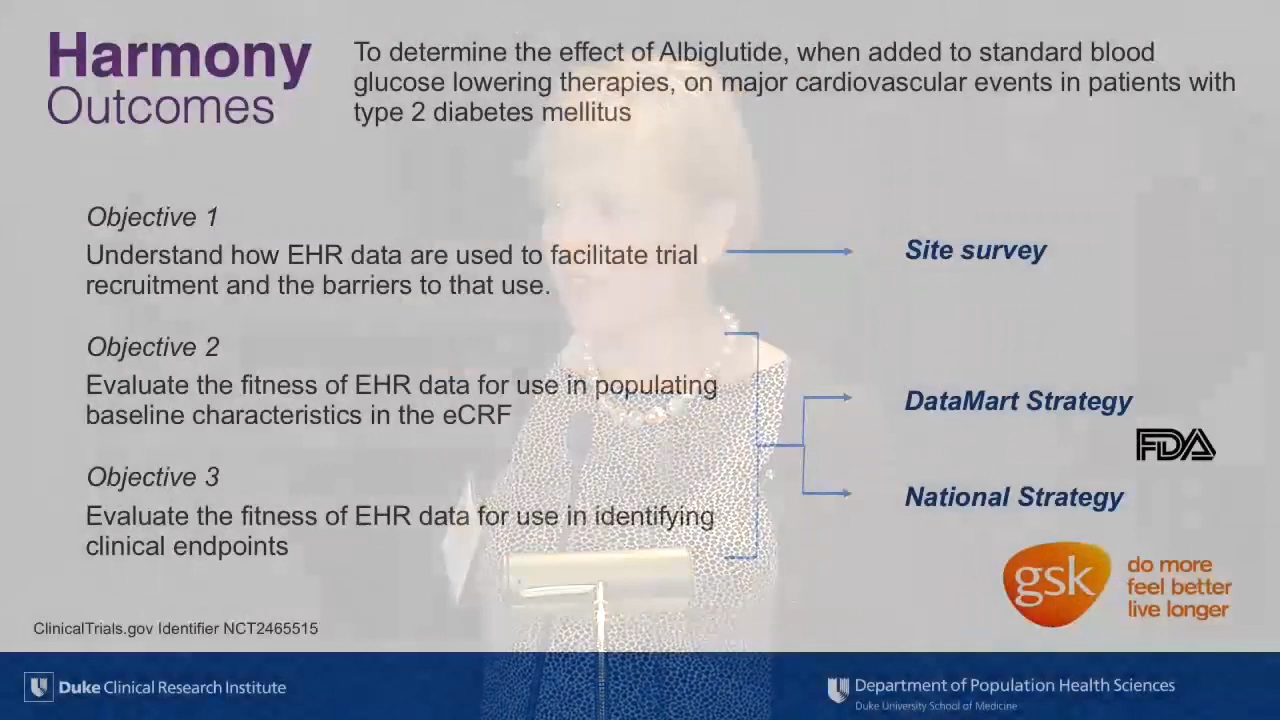 Harmony
Outcomes
To determine the effect of Albiglutide, when added to standard blood
glucose lowering therapies, on major cardiovascular events in patients with
type 2 diabetes mellitus
Objective 1
Understand how EHR data are used to facilitate trial
recruitment and the barriers to that use.
Site survey
Objective 2
Evaluate the fitness of EHR data for use in populating
baseline characteristics in the eCRF
DataMart Strategy
FDA
Objective 3
Evaluate the fitness of EHR data for use in identifying
clinical endpoints
National Strategy
gsk
do more
feel better
live longer
ClinicalTrials.gov Identifier NCT2465515
Duke Clinical Research Institute
Department of Population Health Sciences
Duke University School of Medicine